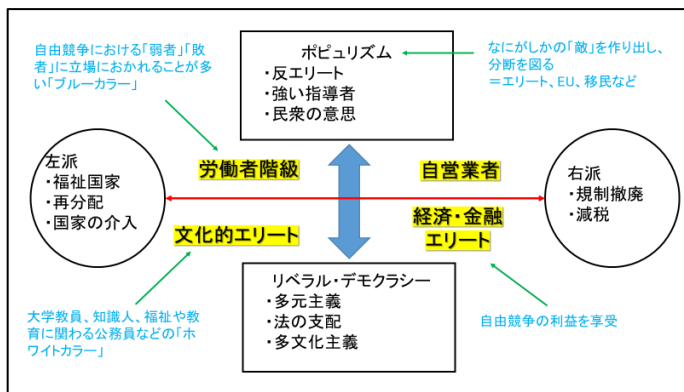 自由競争における「弱者」「敗
者」に立場におかれることが多
い「ブルーカラー」
ポピュリズム
・反エリート
・強い指導者
・民衆の意思
なにがしかの「敵」を作り出し、
分断を図る
＝エリート、EU、移民など
左派
・福祉国家
・再分配
・国家の介入
労働者階級
自営業者
文化的エリート
経済・金融
エリート
右派
・規制撤廃
・減税
大学教員、知識人、福祉や教
育に関わる公務員などの「ホ
ワイトカラー」
リベラル・デモクラシー
・多元主義
・法の支配
・多文化主義
自由競争の利益を享受